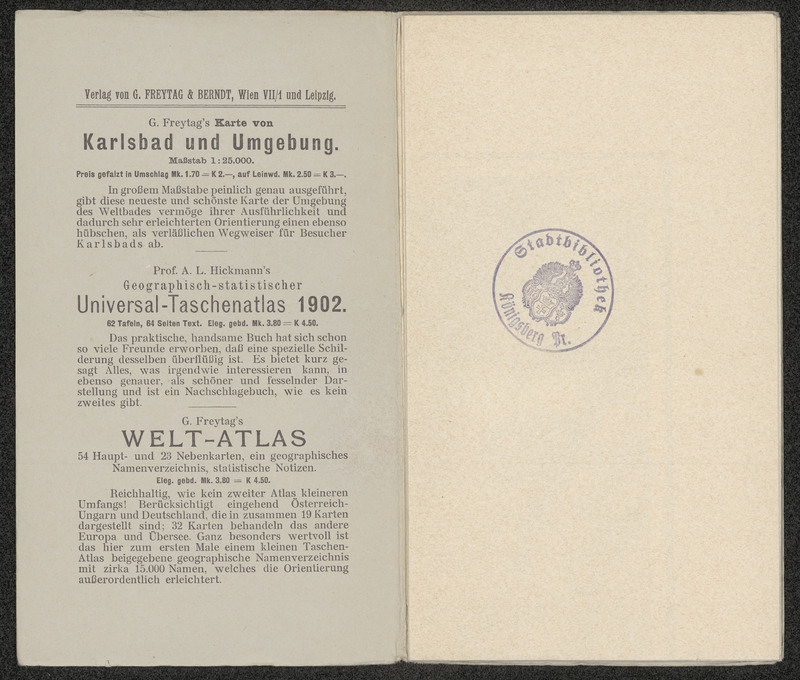 Verlag von G. FREYTAG & BERNDT, Wien VII/1 und Leipzig.
G. Freytag's Karte von
Karlsbad und Umgebung.
Maßstab 1:25.000.
Preis gefalzt in Umschlag Mk. 1.70 = K 2.—, auf Leinwd. Mk. 2.50 = K 3.—.
In großem Maßstabe peinlich genau ausgeführt,
gibt diese neueste und schönste Karte der Umgebung
des Weltbades vermöge ihrer Ausführlichkeit und
dadurch sehr erleichterten Orientierung einen ebenso
hübschen, als verläßlichen Wegweiser für Besucher
Karlsbads ab.
Prof. A. L. Hickmann's
Geographisch-statistischer
Universal-Taschenatlas 1902.
62 Tafeln, 64 Seiten Text. Eleg. gebd. Mk. 3.80 = K 4.50.
Das praktische, handsame Buch hat sich schon
so viele Freunde erworben, daß eine spezielle Schil-
derung desselben überflüßig ist. Es bietet kurz ge-
sagt Alles, was irgendwie interessieren kann, in
ebenso genauer, als schöner und fesselnder Dar-
stellung und ist ein Nachschlagebuch, wie es kein
zweites gibt.
G. Freytag's
WELT-ATLAS
54 Haupt- und 23 Nebenkarten, ein geographisches
Namenverzeichnis, statistische Notizen.
Eleg. gebd. Mk. 3.80 = K 4.50.
Reichhaltig, wie kein zweiter Atlas kleineren
Umfangs! Berücksichtigt eingehend Österreich-
Ungarn und Deutschland, die in zusammen 19 Karten
dargestellt sind; 32 Karten behandeln das andere
Europa und Übersee. Ganz besonders wertvoll ist
das hier zum ersten Male einem kleinen Taschen-
Atlas beigegebene geographische Namenverzeichnis
mit zirka 15.000 Namen, welches die Orientierung
außerordentlich erleichtert.
Stadtbibliothek
Königsberg Pr.